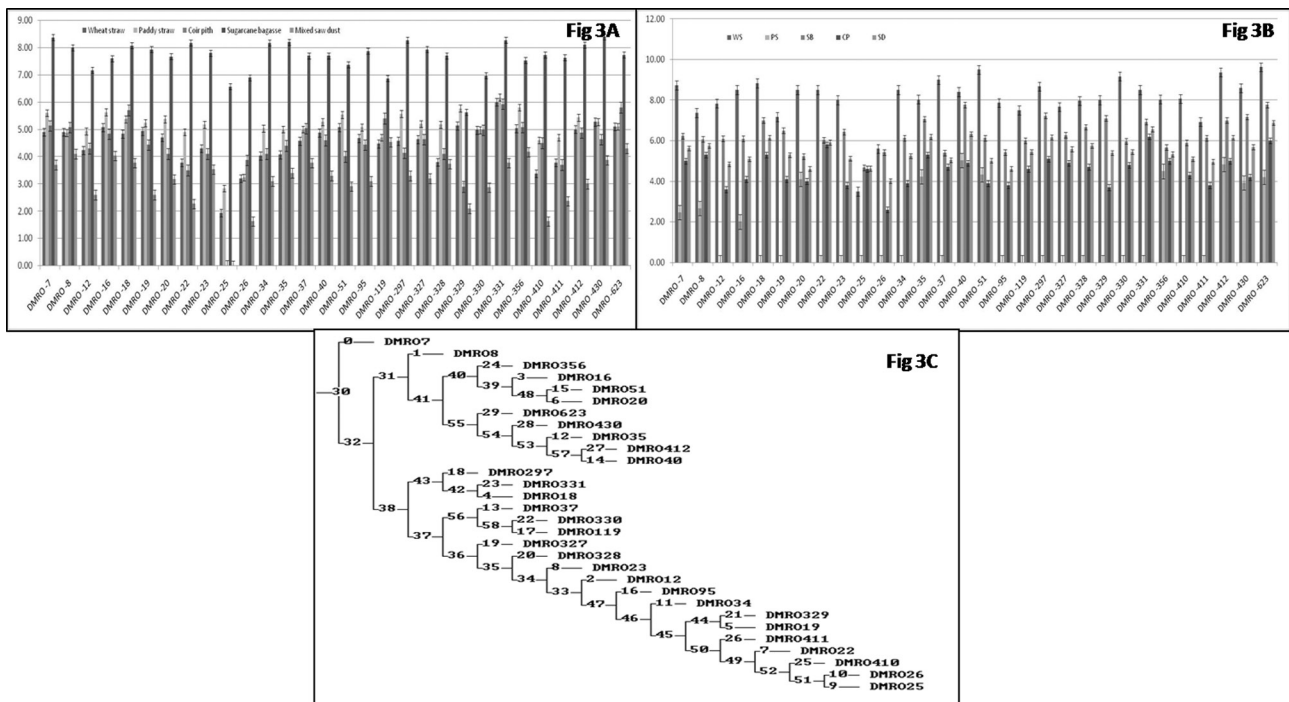 Fig 3A
9.00
8.00
7.00
6.00
5.00
4.00
3.00
2.00
1.00
0.00
Wheat straw Paddy straw Coir pith Sugarcane bagasse Mixed saw dust
DMRO -7
DMRO -8
DMRO -12
DMRO -16
DMRO -18
DMRO -19
DMRO -20
DMRO -22
DMRO -23
DMRO -25
DMRO -26
DMRO -34
DMRO -35
DMRO -37
DMRO -40
DMRO -51
DMRO -95
DMRO -119
DMRO -297
DMRO -327
DMRO -328
DMRO -329
DMRO -330
DMRO -331
DMRO -356
DMRO -410
DMRO -411
DMRO -412
DMRO -430
DMRO -623
Fig 3B
12.00
10.00
8.00
6.00
4.00
2.00
0.00
WS PS SB CP SD
DMRO -7
DMRO -8
DMRO -12
DMRO -16
DMRO -18
DMRO -19
DMRO -20
DMRO -22
DMRO -23
DMRO -25
DMRO -26
DMRO -34
DMRO -35
DMRO -37
DMRO -40
DMRO -51
DMRO -95
DMRO -119
DMRO -297
DMRO -327
DMRO -328
DMRO -329
DMRO -330
DMRO -331
DMRO -356
DMRO -410
DMRO -411
DMRO -412
DMRO -430
DMRO -623
Fig 3C
0 DMRO7
1 DMRO8
24 DMRO356
31 40
3 DMRO16
39
15 DMRO51
30 48
41 6 DMRO20
29 DMRO623
55 28 DMRO430
54
12 DMRO35
32 53
27 DMRO412
57
14 DMRO40
18 DMRO297
43
23 DMRO331
42
4 DMRO18
38 13 DMRO37
56
22 DMRO330
58
37 17 DMRO119
19 DMRO327
36
20 DMRO328
35
8 DMRO23
34
2 DMRO12
33
16 DMRO95
47
11 DMRO34
46 21 DMRO329
44
45 5 DMRO19
26 DMRO411
50
7 DMRO22
49
25 DMRO410
52
10 DMRO26
51
9 DMRO25